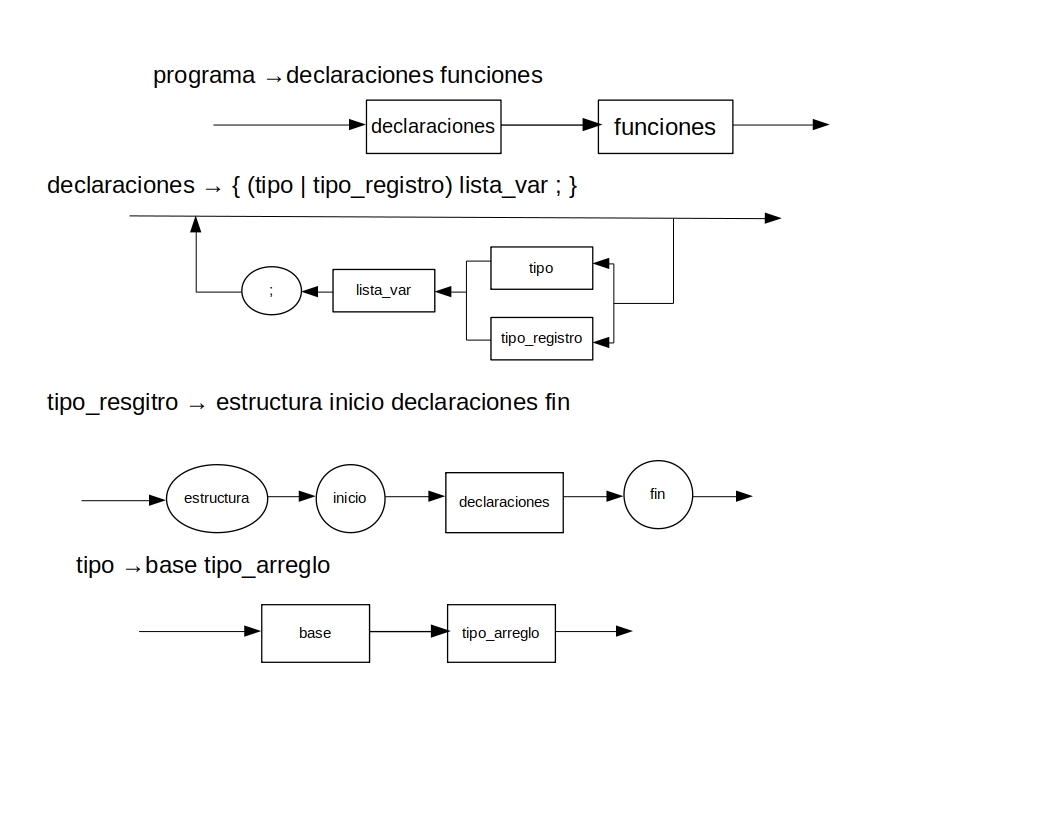 programa →declaraciones funciones
declaraciones funciones
declaraciones → { (tipo | tipo_registro) lista_var ; }
tipo
; lista_var
tipo_registro
tipo_resgitro → estructura inicio declaraciones fin
estructura inicio declaraciones fin
tipo →base tipo_arreglo
base tipo_arreglo